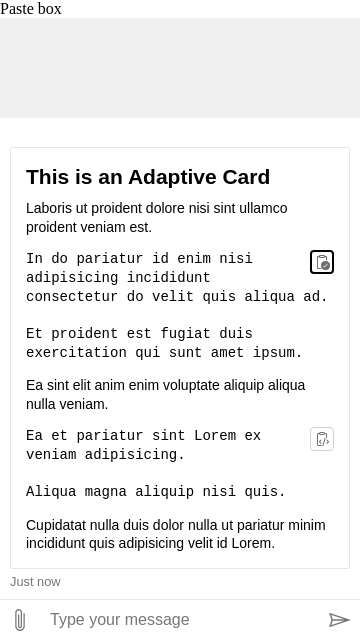 Paste box
This is an Adaptive Card
Laboris ut proident dolore nisi sint ullamco
proident veniam est.
In do pariatur id enim nisi
adipisicing incididunt
consectetur do velit quis aliqua ad.
Et proident est fugiat duis
exercitation qui sunt amet ipsum.
Ea sint elit anim enim voluptate aliquip aliqua
nulla veniam.
Ea et pariatur sint Lorem ex
veniam adipisicing.
Aliqua magna aliquip nisi quis.
Cupidatat nulla duis dolor nulla ut pariatur minim
incididunt quis adipisicing velit id Lorem.
Just now
Type your message